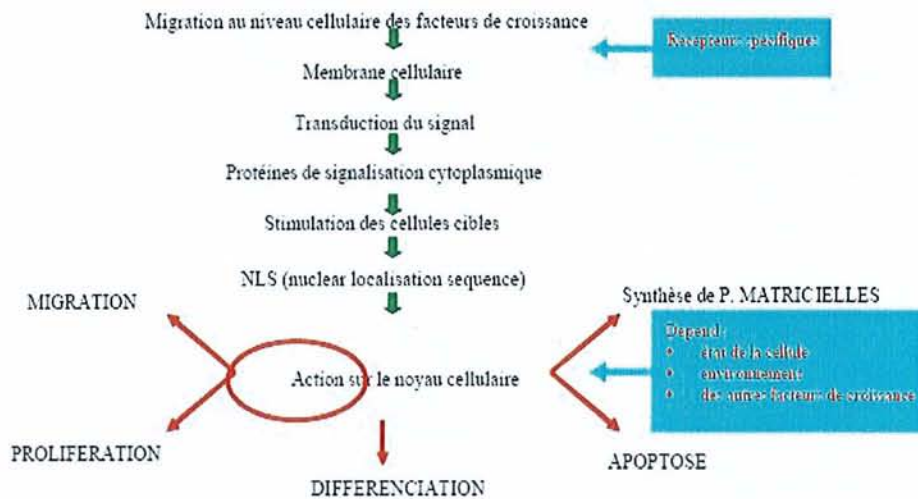 Migration au niveau cellulaire des facteurs de croissance
Récepteurs spécifiques
Membrane cellulaire
Transduction du signal
Protéines de signalisation cytoplasmique
Stimulation des cellules cibles
NLS (nuclear localisation sequence)
MIGRATION
Synthèse de P. MATRICIELLES
Dépend:
• état de la cellule
• environnement
• des autres facteurs de croissance
Action sur le noyau cellulaire
PROLIFERATION
APOPTOSE
DIFFERENCIATION